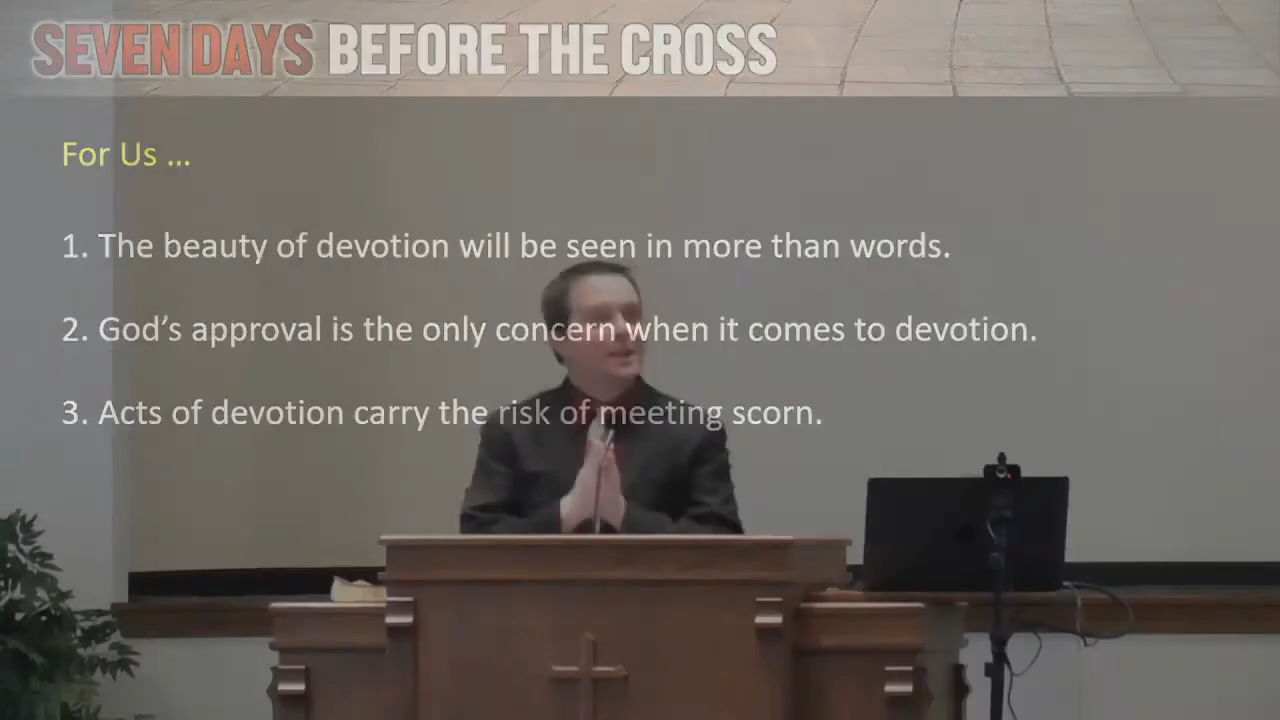 SEVEN DAYS BEFORE THE CROSS
For Us ...
1. The beauty of devotion will be seen in more than words.
2. God’s approval is the only concern when it comes to devotion.
3. Acts of devotion carry the risk of meeting scorn.